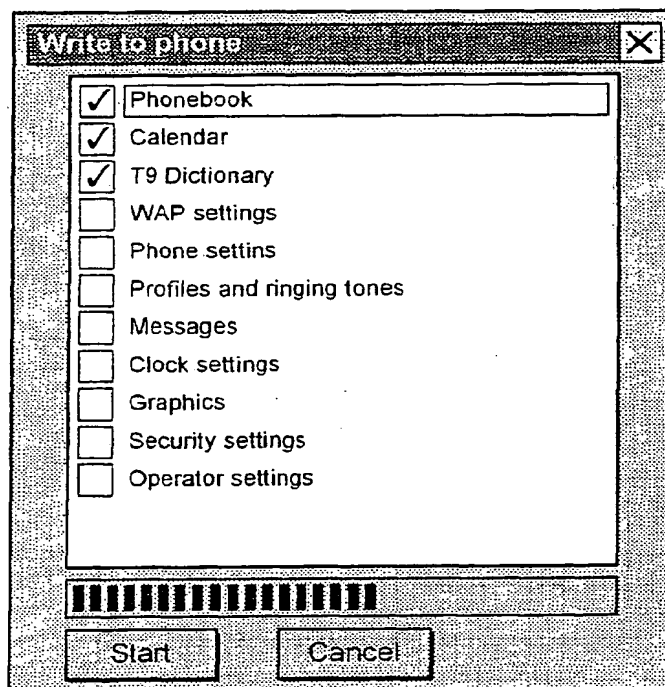 Write to phone
Phonebook
Calendar
T9 Dictionary
WAP settings
Phone settins
Profiles and ringing tones
Messages
Clock settings
Graphics
Security settings
Operator settings
Start Cancel